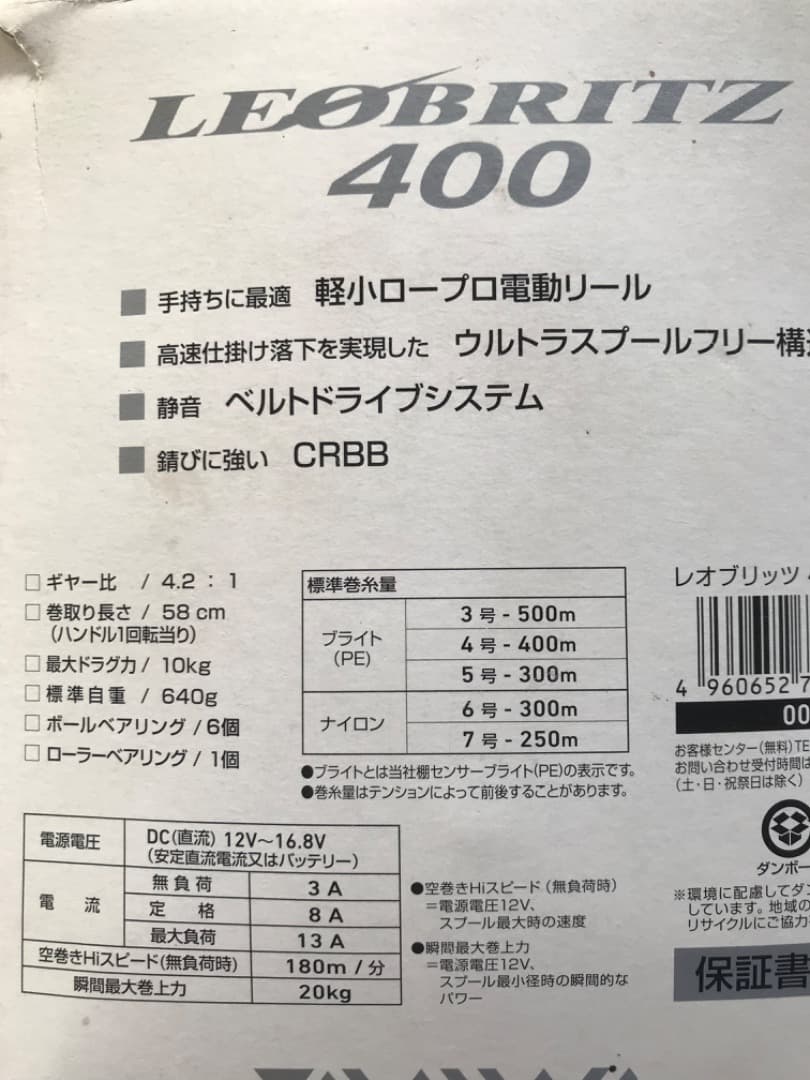 LEOBRITZ
400
手持ちに最適 軽小ロープロ電動リール
高速仕掛け落下を実現した ウルトラスプールフリー構造
静音 ベルトドライブシステム
錆びに強い CRBB
□ ギヤー比 / 4.2 : 1
□ 巻取り長さ / 58 cm
(ハンドル1回転当り)
□ 最大ドラグ力 / 10kg
□ 標準自重 / 640g
□ ボールベアリング / 6個
□ ローラーベアリング / 1個
標準巻糸量
ブライト
(PE)
3 号 - 500m
4 号 - 400m
5 号 - 300m
ナイロン
6 号 - 300m
7 号 - 250m
●ブライトとは当社棚センサーブライト(PE)の表示です。
●巻糸量はテンションによって前後することがあります。
レオブリッツ 4
4 960652 7
00
お客様センター(無料)TE
お問い合わせ受付時間は
(土・日・祝祭日は除く)
ダンボー
※環境に配慮してダン
しています。地域の
リサイクルにご協力
保証書
電源電圧 DC(直流) 12V～16.8V
(安定直流電流又はバッテリー)
電流
無負荷 3 A
定格 8 A
最大負荷 13 A
空巻きHiスピード(無負荷時) 180m / 分
瞬間最大巻上力 20kg
●空巻きHiスピード (無負荷時)
＝電源電圧12V、
スプール最大時の速度
●瞬間最大巻上力
＝電源電圧12V、
スプール最小径時の瞬間的な
パワー